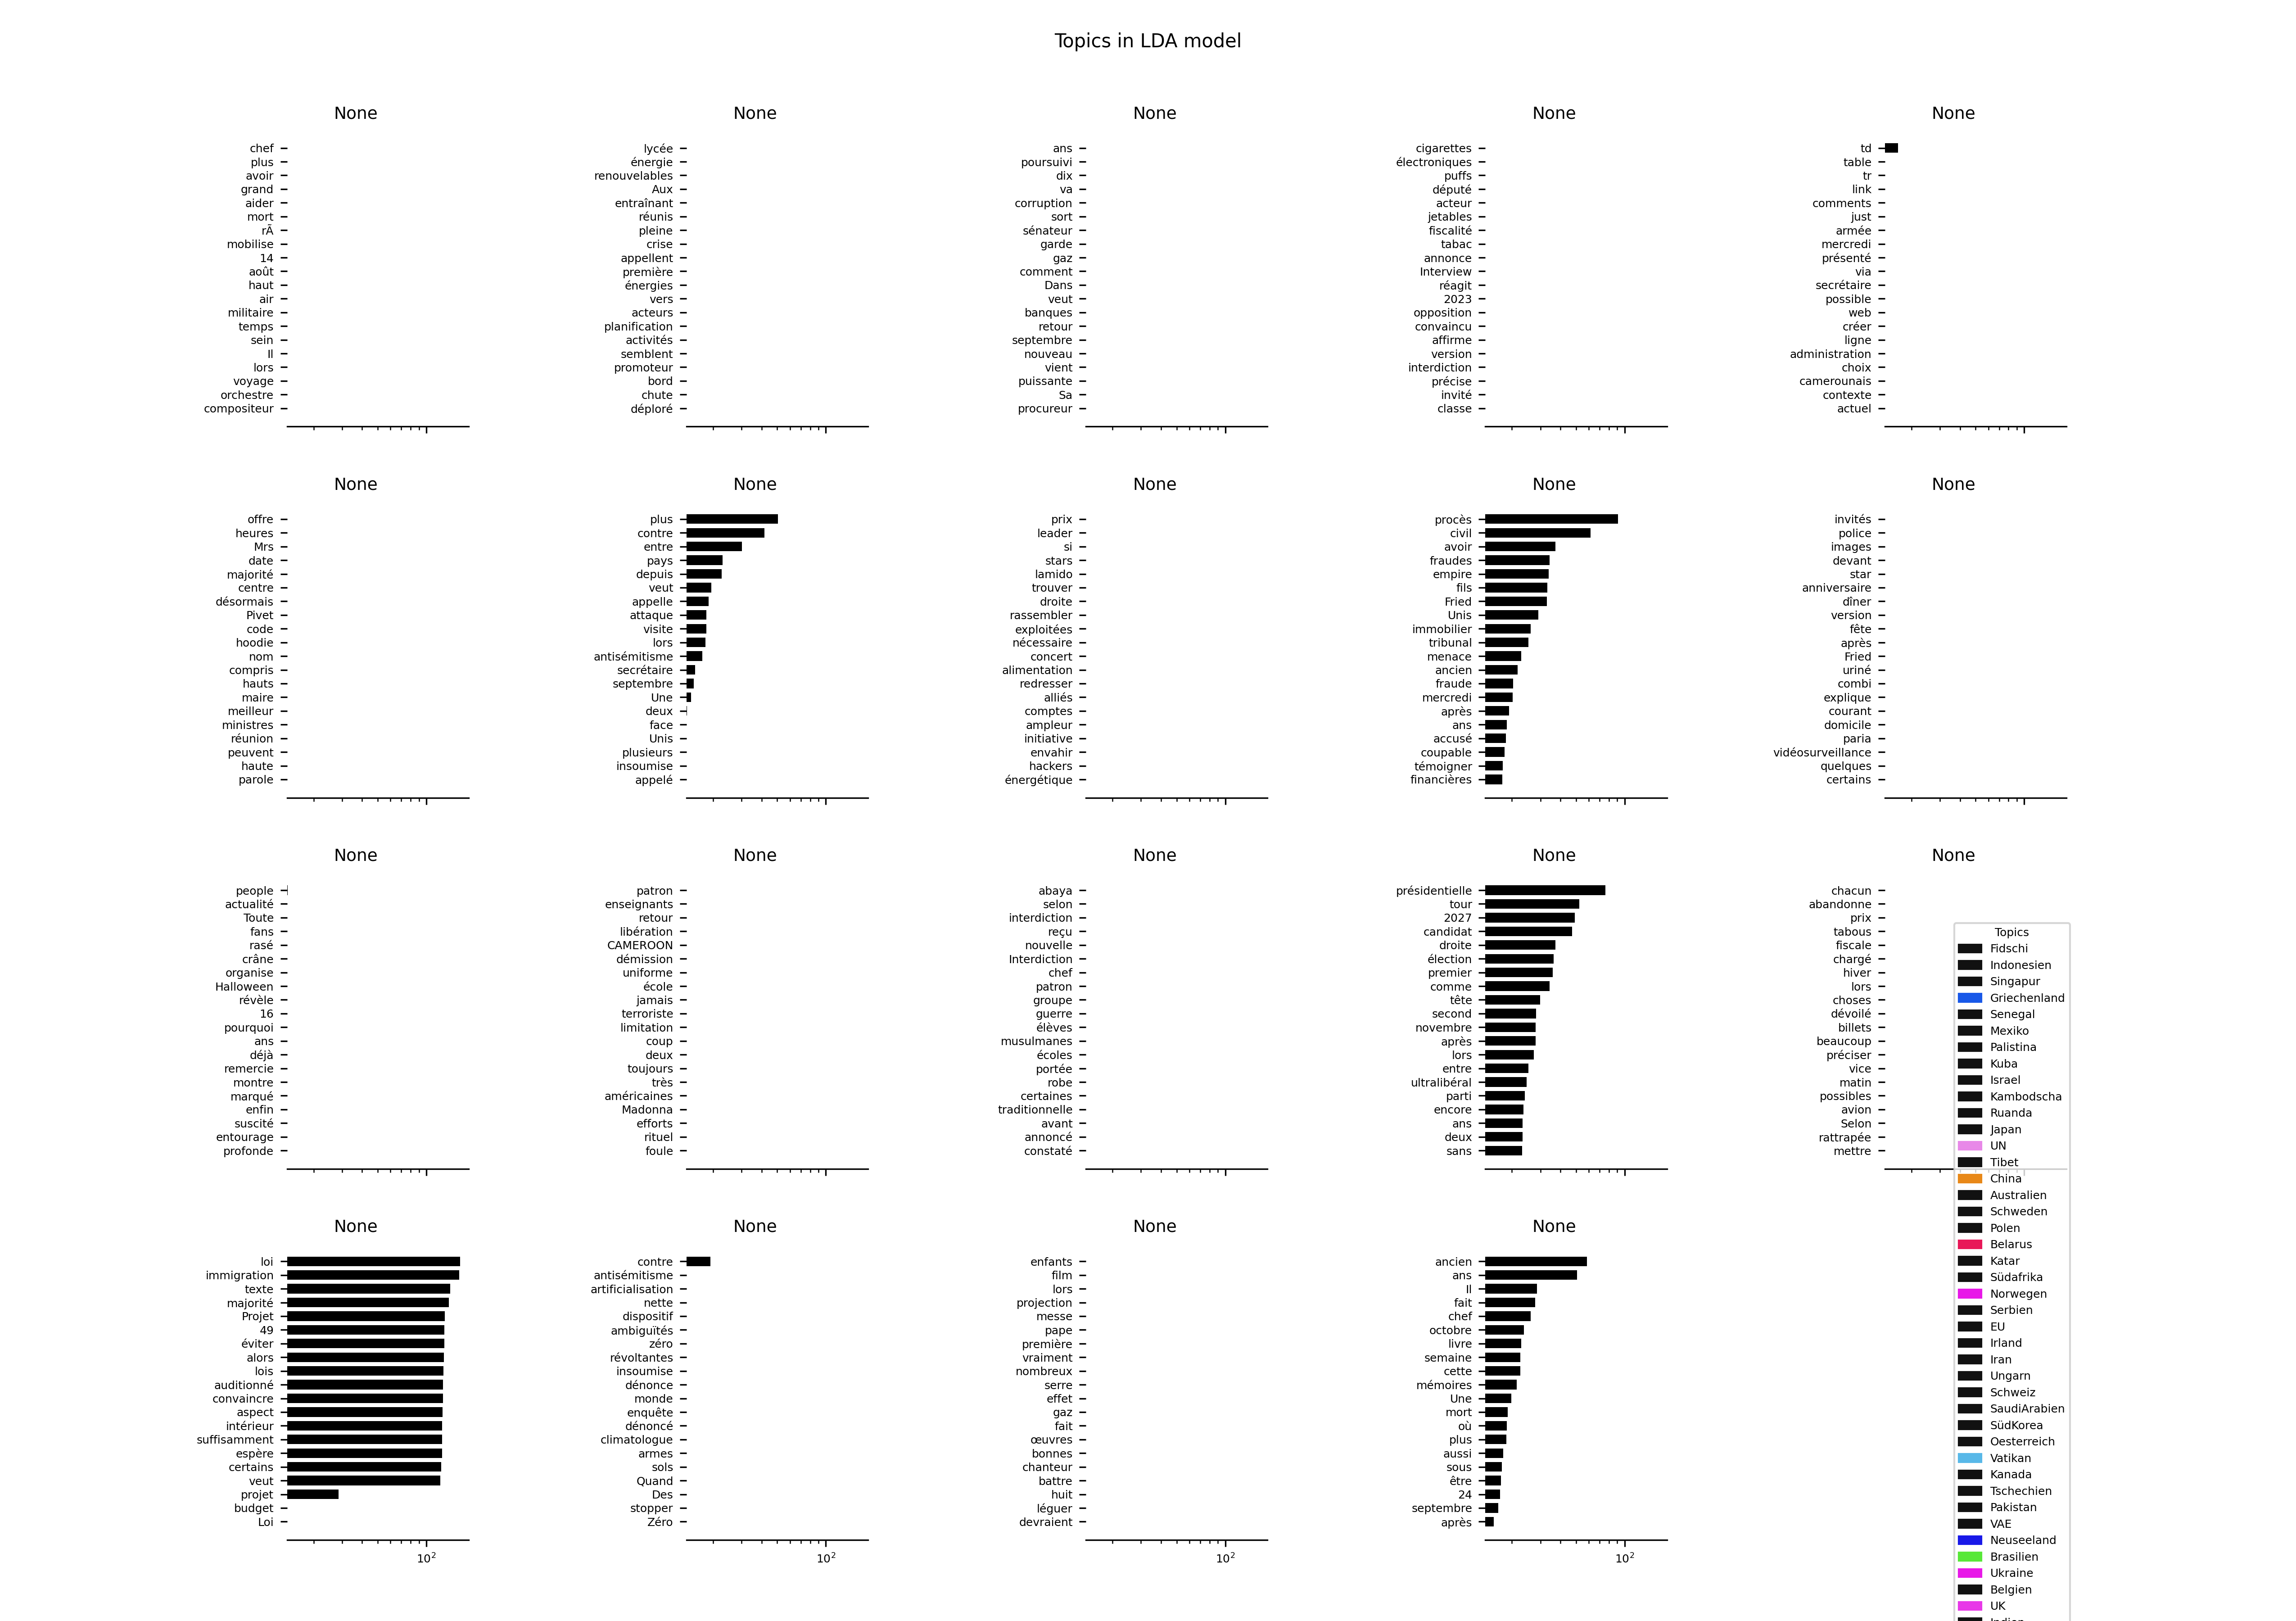 Topics in LDA model
None
chef
plus
avoir
grand
aider
mort
rÃ
mobilise
14
août
haut
air
militaire
temps
sein
Il
lors
voyage
orchestre
compositeur
None
lycée
énergie
renouvelables
Aux
entraînant
réunis
pleine
crise
appellent
première
énergies
vers
acteurs
planification
activités
semblent
promoteur
bord
chute
déploré
None
ans
poursuivi
dix
va
corruption
sort
sénateur
garde
gaz
comment
Dans
veut
banques
retour
septembre
nouveau
vient
puissante
Sa
procureur
None
cigarettes
électroniques
puffs
député
acteur
jetables
fiscalité
tabac
annonce
Interview
réagit
2023
opposition
convaincu
affirme
version
interdiction
précise
invité
classe
None
td
table
tr
link
comments
just
armée
mercredi
présenté
via
secrétaire
possible
web
créer
ligne
administration
choix
camerounais
contexte
actuel
None
offre
heures
Mrs
date
majorité
centre
désormais
Pivet
code
hoodie
nom
compris
hauts
maire
meilleur
ministres
réunion
peuvent
haute
parole
None
plus
contre
entre
pays
depuis
veut
appelle
attaque
visite
lors
antisémitisme
secrétaire
septembre
Une
deux
face
Unis
plusieurs
insoumise
appelé
None
prix
leader
si
stars
lamido
trouver
droite
rassembler
exploitées
nécessaire
concert
alimentation
redresser
alliés
comptes
ampleur
initiative
envahir
hackers
énergétique
None
procès
civil
avoir
fraudes
empire
fils
Fried
Unis
immobilier
tribunal
menace
ancien
fraude
mercredi
après
ans
accusé
coupable
témoigner
financières
None
invités
police
images
devant
star
anniversaire
dîner
version
fête
après
Fried
uriné
combi
explique
courant
domicile
paria
vidéosurveillance
quelques
certains
None
people
actualité
Toute
fans
rasé
crâne
organise
Halloween
révèle
16
pourquoi
ans
déjà
remercie
montre
marqué
enfin
suscité
entourage
profonde
None
patron
enseignants
retour
libération
CAMEROON
démission
uniforme
école
jamais
terroriste
limitation
coup
deux
toujours
très
américaines
Madonna
efforts
rituel
foule
None
abaya
selon
interdiction
reçu
nouvelle
Interdiction
chef
patron
groupe
guerre
élèves
musulmanes
écoles
portée
robe
certaines
traditionnelle
avant
annoncé
constaté
None
présidentielle
tour
2027
candidat
droite
élection
premier
comme
tête
second
novembre
après
lors
entre
ultralibéral
parti
encore
ans
deux
sans
None
chacun
abandonne
prix
tabous
fiscale
chargé
hiver
lors
choses
dévoilé
billets
beaucoup
préciser
vice
matin
possibles
avion
Selon
rattrapée
mettre
None
loi
immigration
texte
majorité
Projet
49
éviter
alors
lois
auditionné
convaincre
aspect
intérieur
suffisamment
espère
certains
veut
projet
budget
Loi
10²
None
contre
antisémitisme
artificialisation
nette
dispositif
ambiguïtés
zéro
révoltantes
insoumise
dénonce
monde
enquête
dénoncé
climatologue
armes
sols
Quand
Des
stopper
Zéro
10²
None
enfants
film
lors
projection
messe
pape
première
vraiment
nombreux
serre
effet
gaz
fait
œuvres
bonnes
chanteur
battre
huit
léguer
devraient
10²
None
ancien
ans
Il
fait
chef
octobre
livre
semaine
cette
mémoires
Une
mort
où
plus
aussi
sous
être
24
septembre
après
10²
Topics
Fidschi
Indonesien
Singapur
Griechenland
Senegal
Mexiko
Palistina
Kuba
Israel
Kambodscha
Ruanda
Japan
UN
Tibet
China
Australien
Schweden
Polen
Belarus
Katar
Südafrika
Norwegen
Serbien
EU
Irland
Iran
Ungarn
Schweiz
SaudiArabien
SüdKorea
Oesterreich
Vatikan
Kanada
Tschechien
Pakistan
VAE
Neuseeland
Brasilien
Ukraine
Belgien
UK